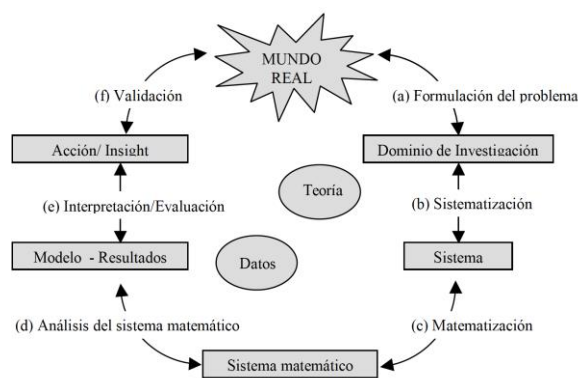 MUNDO
REAL
(f) Validación
(a) Formulación del problema
Acción/ Insight
Dominio de Investigación
Teoría
(e) Interpretación/Evaluación
(b) Sistematización
Modelo - Resultados
Datos
Sistema
(d) Análisis del sistema matemático
(c) Matematización
Sistema matemático